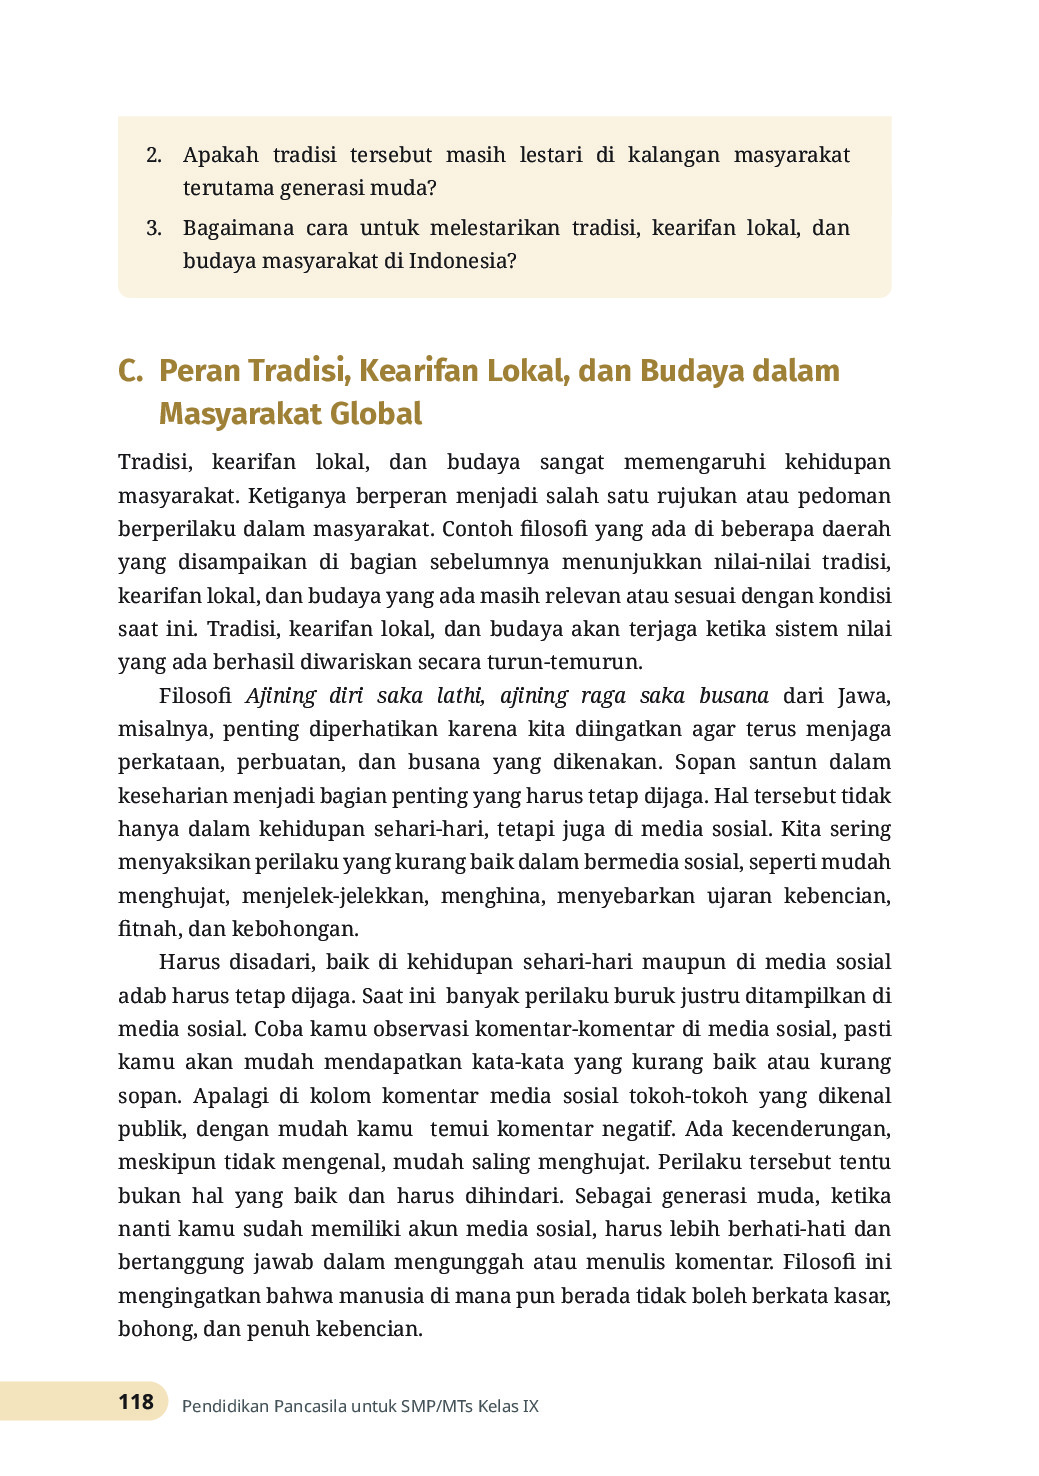 2. Apakah tradisi tersebut masih lestari di kalangan masyarakat
terutama generasi muda?
3. Bagaimana cara untuk melestarikan tradisi, kearifan lokal, dan
budaya masyarakat di Indonesia?
C. Peran Tradisi, Kearifan Lokal, dan Budaya dalam
Masyarakat Global
Tradisi, kearifan lokal, dan budaya sangat memengaruhi kehidupan
masyarakat. Ketiganya berperan menjadi salah satu rujukan atau pedoman
berperilaku dalam masyarakat. Contoh filosofi yang ada di beberapa daerah
yang disampaikan di bagian sebelumnya menunjukkan nilai-nilai tradisi,
kearifan lokal, dan budaya yang ada masih relevan atau sesuai dengan kondisi
saat ini. Tradisi, kearifan lokal, dan budaya akan terjaga ketika sistem nilai
yang ada berhasil diwariskan secara turun-temurun.
Filosofi Ajining diri saka lathi, ajining raga saka busana dari Jawa,
misalnya, penting diperhatikan karena kita diingatkan agar terus menjaga
perkataan, perbuatan, dan busana yang dikenakan. Sopan santun dalam
keseharian menjadi bagian penting yang harus tetap dijaga. Hal tersebut tidak
hanya dalam kehidupan sehari-hari, tetapi juga di media sosial. Kita sering
menyaksikan perilaku yang kurang baik dalam bermedia sosial, seperti mudah
menghujat, menjelek-jelekkan, menghina, menyebarkan ujaran kebencian,
fitnah, dan kebohongan.
Harus disadari, baik di kehidupan sehari-hari maupun di media sosial
adab harus tetap dijaga. Saat ini banyak perilaku buruk justru ditampilkan di
media sosial. Coba kamu observasi komentar-komentar di media sosial, pasti
kamu akan mudah mendapatkan kata-kata yang kurang baik atau kurang
sopan. Apalagi di kolom komentar media sosial tokoh-tokoh yang dikenal
publik, dengan mudah kamu temui komentar negatif. Ada kecenderungan,
meskipun tidak mengenal, mudah saling menghujat. Perilaku tersebut tentu
bukan hal yang baik dan harus dihindari. Sebagai generasi muda, ketika
nanti kamu sudah memiliki akun media sosial, harus lebih berhati-hati dan
bertanggung jawab dalam mengunggah atau menulis komentar. Filosofi ini
mengingatkan bahwa manusia di mana pun berada tidak boleh berkata kasar,
bohong, dan penuh kebencian.
118 Pendidikan Pancasila untuk SMP/MTs Kelas IX